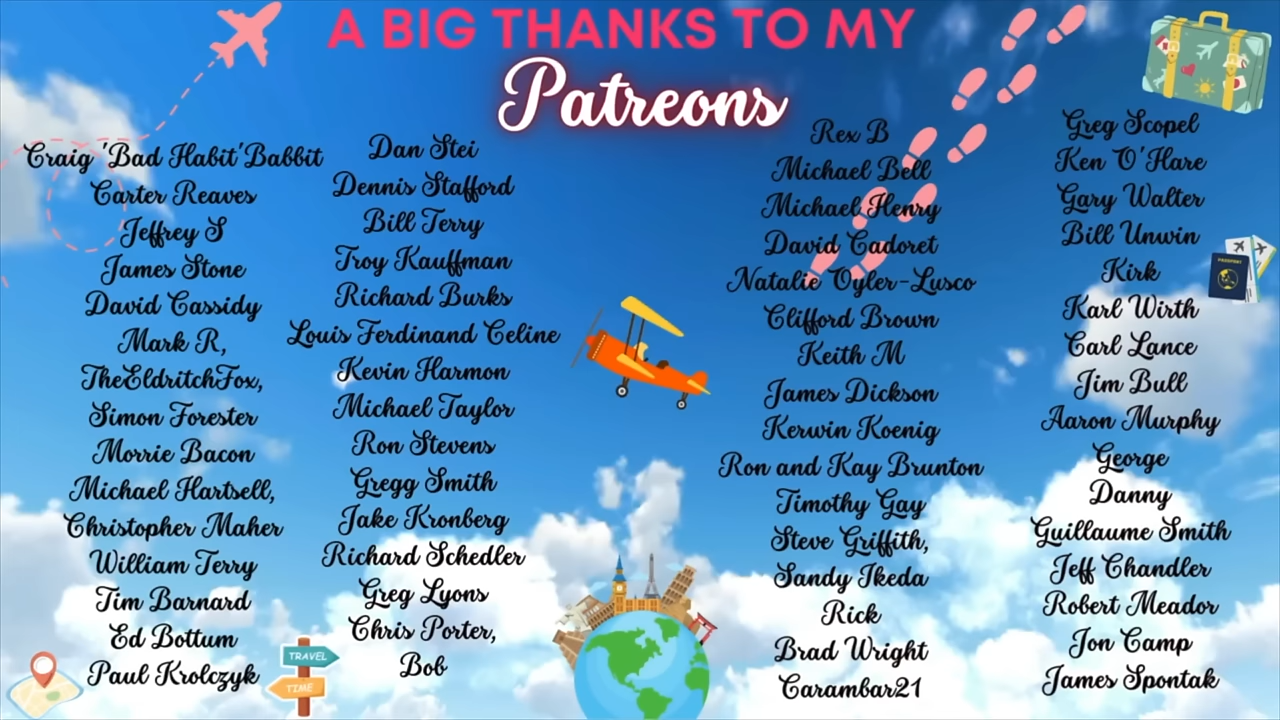 A BIG THANKS TO MY
Patreons
Craig 'Bad Habit'Babbit
Carter Reaves
Jeffrey S
James Stone
David Cassidy
Mark R,
TheEldritchFox,
Simon Forester
Morrie Bacon
Michael Hartsell,
Christopher Maher
William Terry
Tim Barnard
Ed Bottum
Paul Krolczyk
Dan Stei
Dennis Stafford
Bill Terry
Troy Kauffman
Richard Burks
Louis Ferdinand Celine
Kevin Harmon
Michael Taylor
Ron Stevens
Gregg Smith
Jake Kronberg
Richard Schedler
Greg Lyons
Chris Porter,
Bob
TRAVEL
TIME
Rex B
Michael Bell
Michael Henry
David Cadoret
Natalie Oyler-Lusco
Clifford Brown
Keith M
James Dickson
Kerwin Koenig
Ron and Kay Brunton
Timothy Gay
Steve Griffith,
Sandy Ikeda
Rick
Brad Wright
Carambar21
Greg Scopel
Ken O'Hare
Gary Walter
Bill Unwin
Kirk
Karl Wirth
Carl Lance
Jim Bull
Aaron Murphy
George
Danny
Guillaume Smith
Jeff Chandler
Robert Meador
Jon Camp
James Spontak
PASSPORT